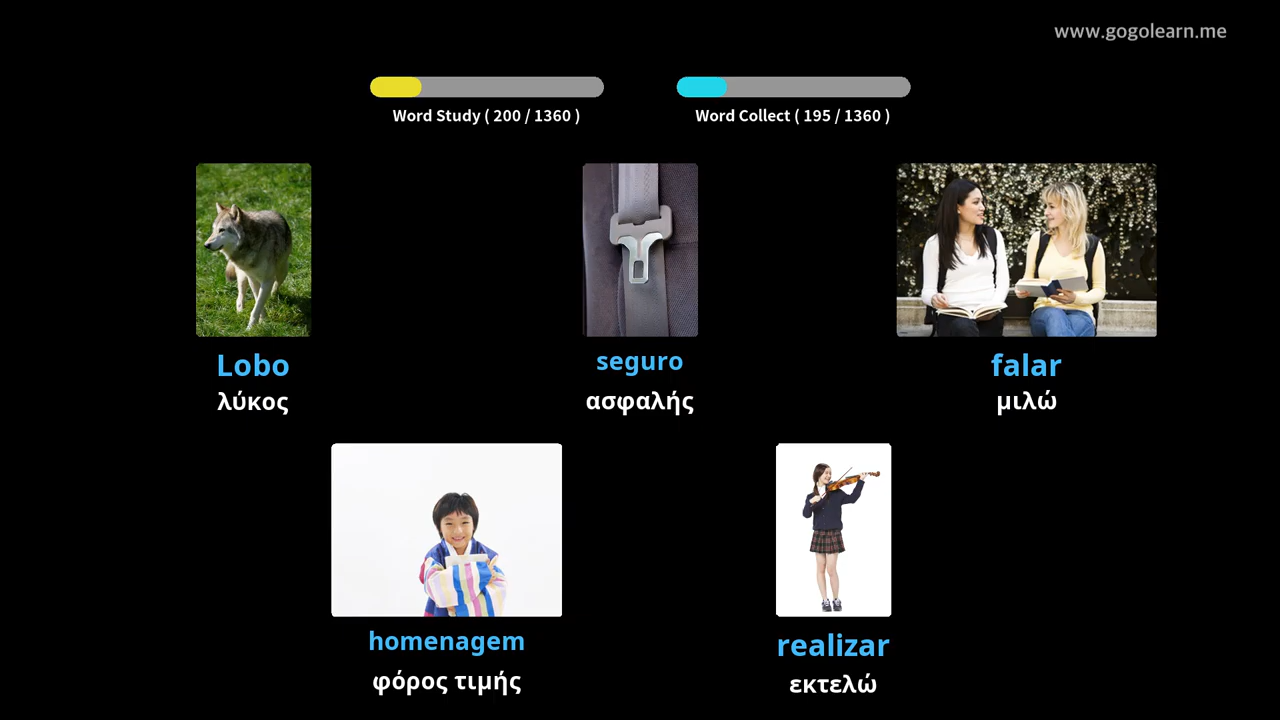 www.gogolearn.me
Word Study ( 200 / 1360 )
Word Collect ( 195 / 1360 )
Lobo
λύκος
seguro
ασφαλής
falar
μιλώ
homenagem
φόρος τιμής
realizar
εκτελώ